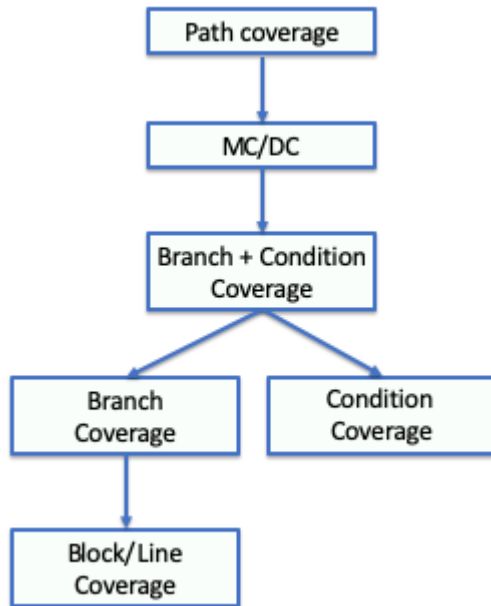 Path coverage
MC/DC
Branch + Condition
Coverage
Branch
Coverage
Condition
Coverage
Block/Line
Coverage